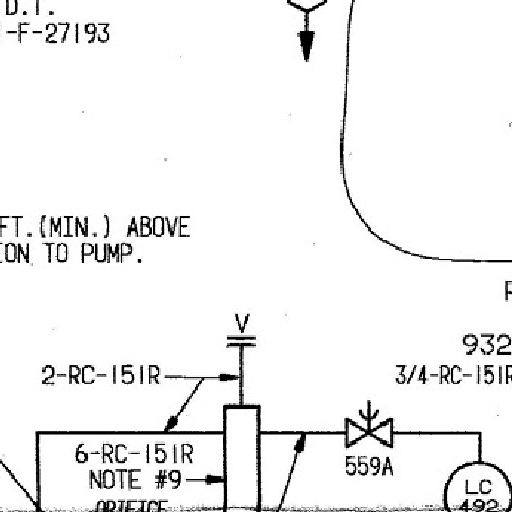 D.T.
-F-27193
FT.(MIN.) ABOVE
ION TO PUMP.
V
932
2-RC-151R
3/4-RC-151R
6-RC-151R
559A
NOTE #9
LC
492
ORIFICE